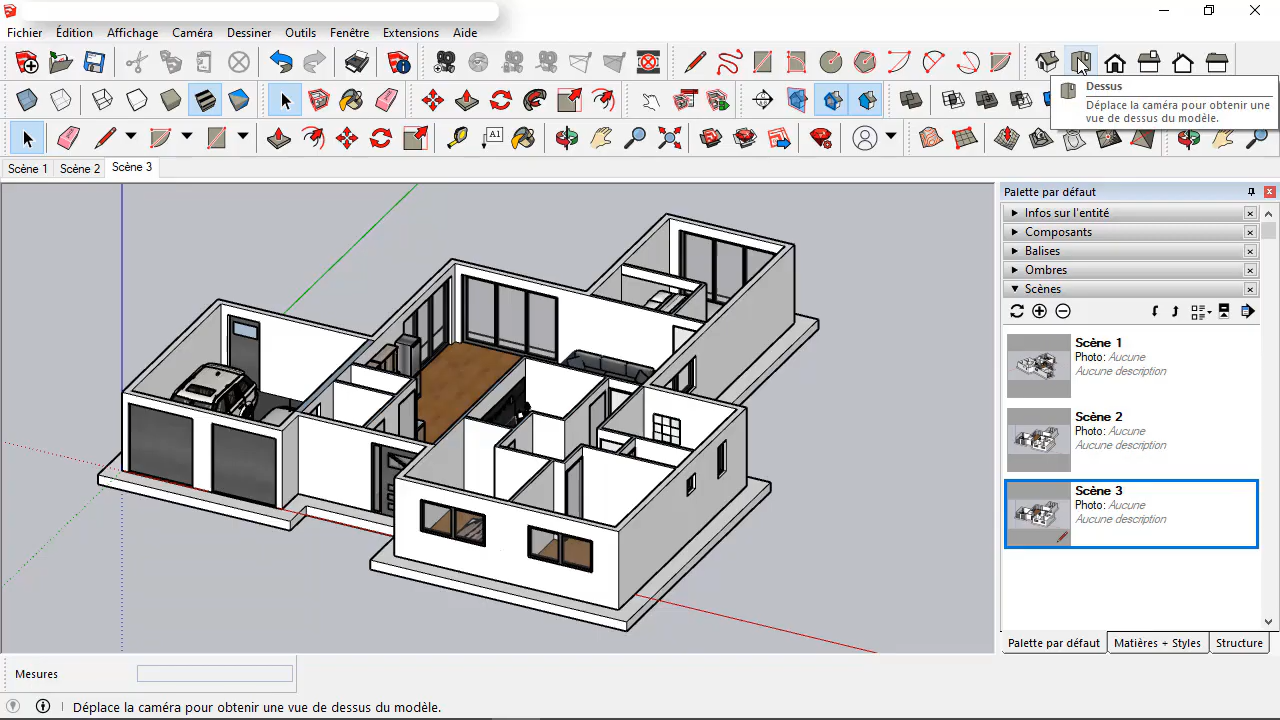 Fichier Édition Affichage Caméra Dessiner Outils Fenêtre Extensions Aide
Dessus
Déplace la caméra pour obtenir une
vue de dessus du modèle.
A1
Scène 1 Scène 2 Scène 3
Palette par défaut
Infos sur l'entité
Composants
Balises
Ombres
Scènes
Scène 1
Photo: Aucune
Aucune description
Scène 2
Photo: Aucune
Aucune description
Scène 3
Photo: Aucune
Aucune description
Palette par défaut Matières + Styles Structure
Mesures
Déplace la caméra pour obtenir une vue de dessus du modèle.